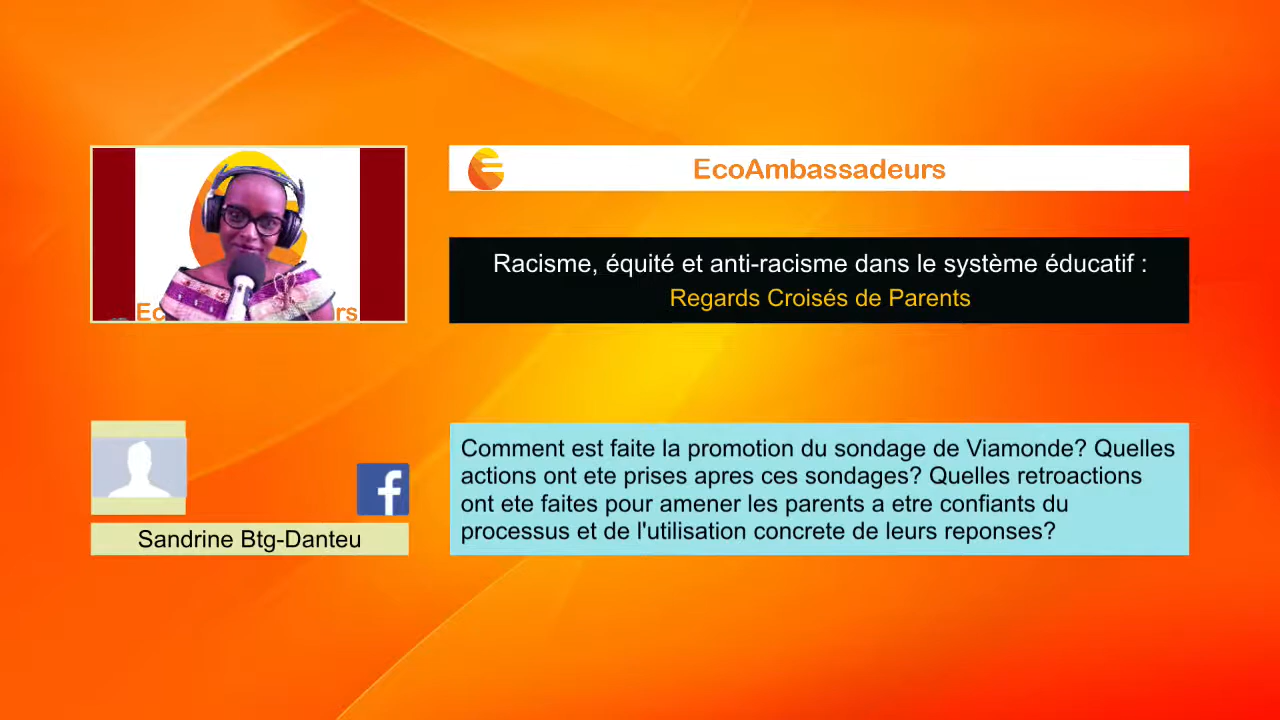 EcoAmbassadeurs
Racisme, équité et anti-racisme dans le système éducatif :
Regards Croisés de Parents
Ec rs
Comment est faite la promotion du sondage de Viamonde? Quelles
actions ont ete prises apres ces sondages? Quelles retroactions
ont ete faites pour amener les parents a etre confiants du
processus et de l'utilisation concrete de leurs reponses?
Sandrine Btg-Danteu